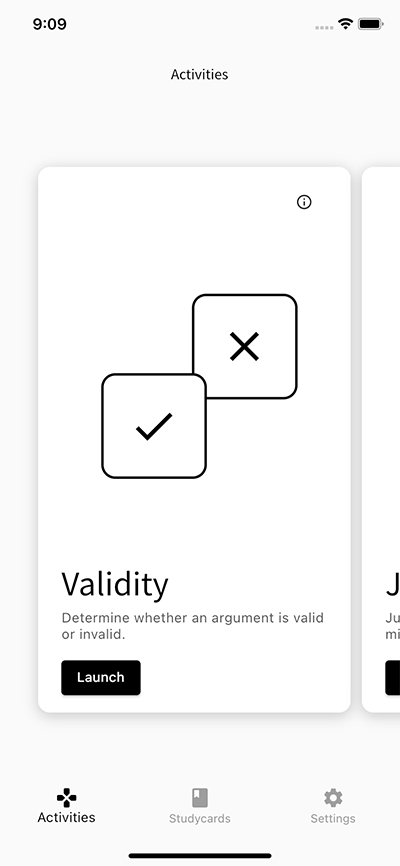 9:09
Activities
Validity
Determine whether an argument is valid
or invalid.
Launch
J
Ju
mi
Activities
Studycards
Settings